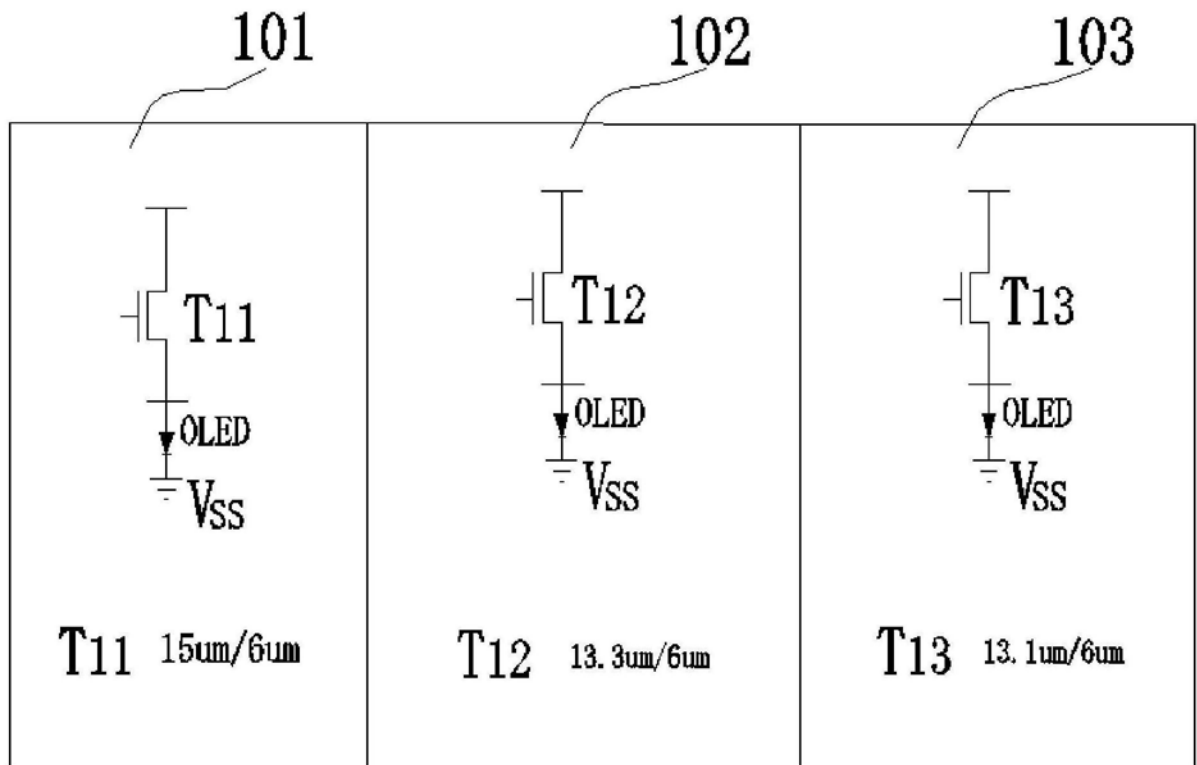 101 102 103
T11 T12 T13
OLED OLED OLED
VSS VSS VSS
T11 15um/6um T12 13.3um/6um T13 13.1um/6um